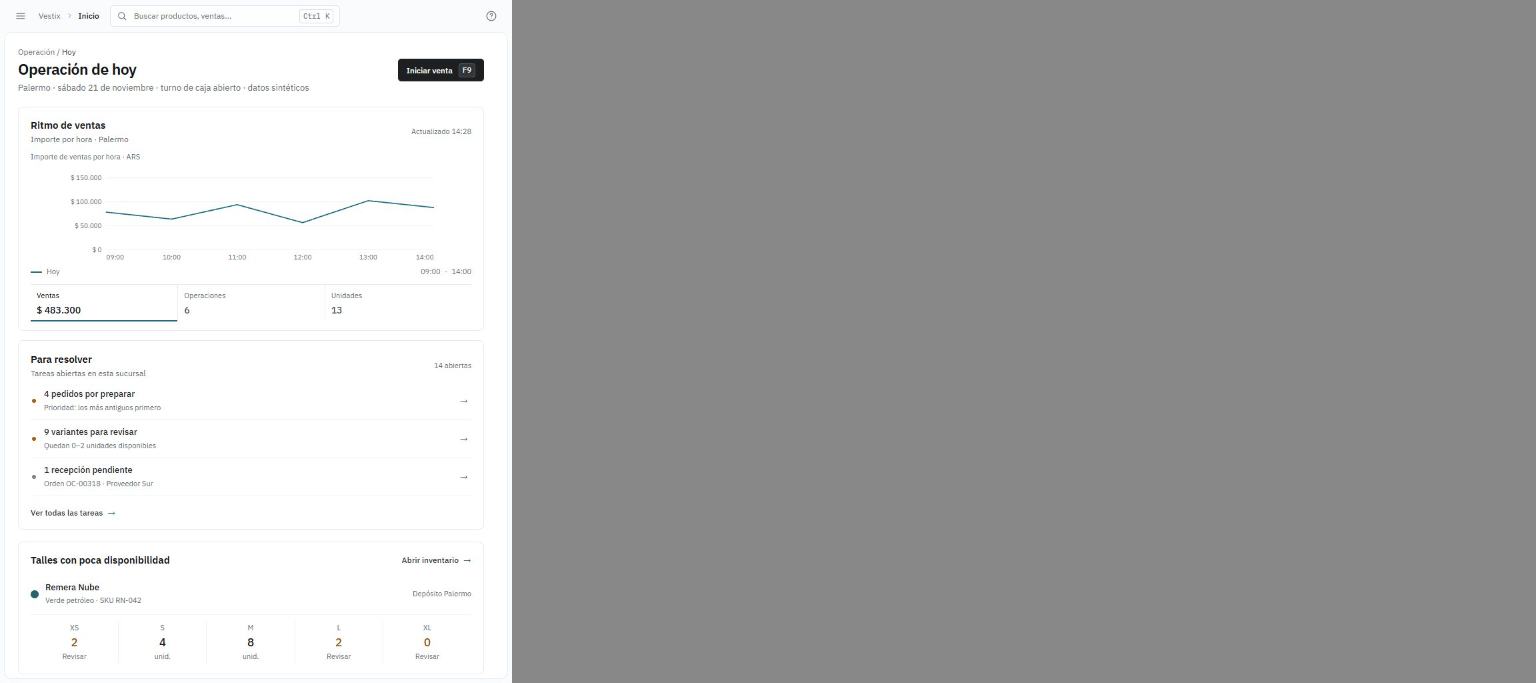 Vestix > Inicio
Buscar productos, ventas...
Ctrl K
Operación / Hoy
Operación de hoy
Iniciar venta F9
Palermo · sábado 21 de noviembre · turno de caja abierto · datos sintéticos
Ritmo de ventas
Importe por hora · Palermo
Actualizado 14:28
Importe de ventas por hora · ARS
$ 150.000
$ 100.000
$ 50.000
$ 0
09:00 10:00 11:00 12:00 13:00 14:00
Hoy
09:00 - 14:00
Ventas
$ 483.300
Operaciones
6
Unidades
13
Para resolver
Tareas abiertas en esta sucursal
14 abiertas
4 pedidos por preparar
Prioridad: los más antiguos primero
→
9 variantes para revisar
Quedan 0–2 unidades disponibles
→
1 recepción pendiente
Orden OC-00318 · Proveedor Sur
→
Ver todas las tareas →
Talles con poca disponibilidad
Abrir inventario →
Remera Nube
Verde petróleo · SKU RN-042
Depósito Palermo
XS S M L XL
2 4 8 2 0
Revisar unid. unid. Revisar Revisar